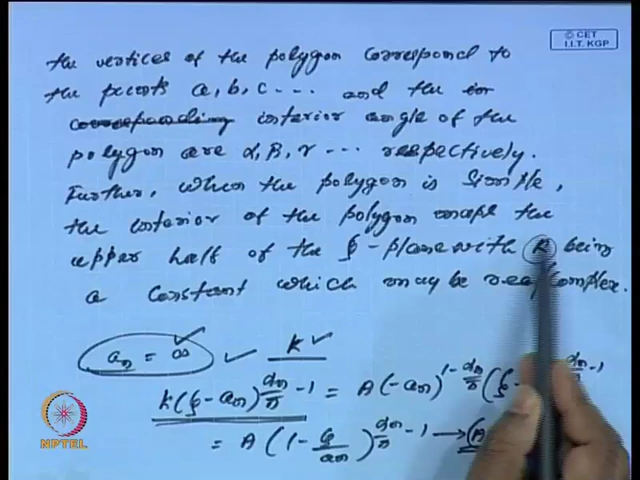 © CET
I.I.T. KGP
the vertices of the polygon correspond to
the points a, b, c .... and the in
corresponding interior angle of the
polygon are α, β, γ ... respectively.
Further, when the polygon is simple,
the interior of the polygon maps the
upper half of the ζ - plane with k being
a constant which may be real/complex.
aₙ = ∞ k
k(ζ - aₙ)^{αₙ/π - 1} = A(-aₙ)^{1 - αₙ/π} (ζ
= A (1 - ζ/aₙ)^{αₙ/π - 1} → (A
NPTEL